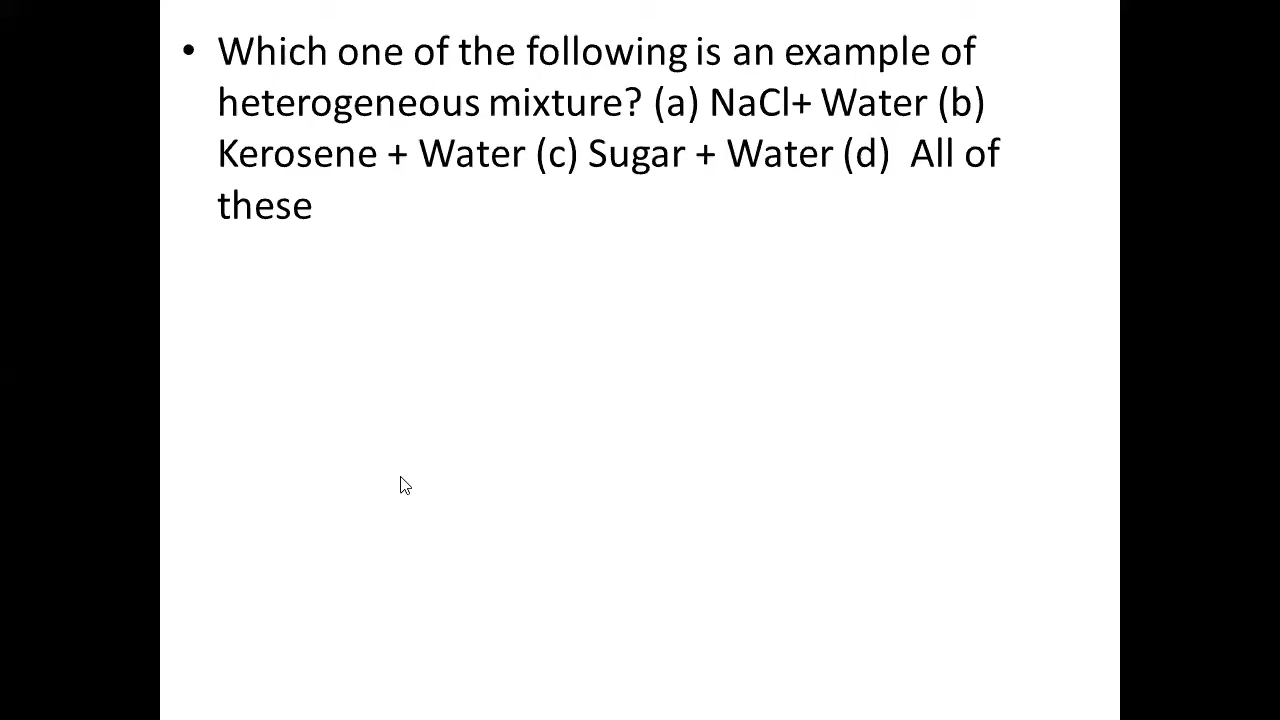 • Which one of the following is an example of
heterogeneous mixture? (a) NaCl+ Water (b)
Kerosene + Water (c) Sugar + Water (d)  All of
these